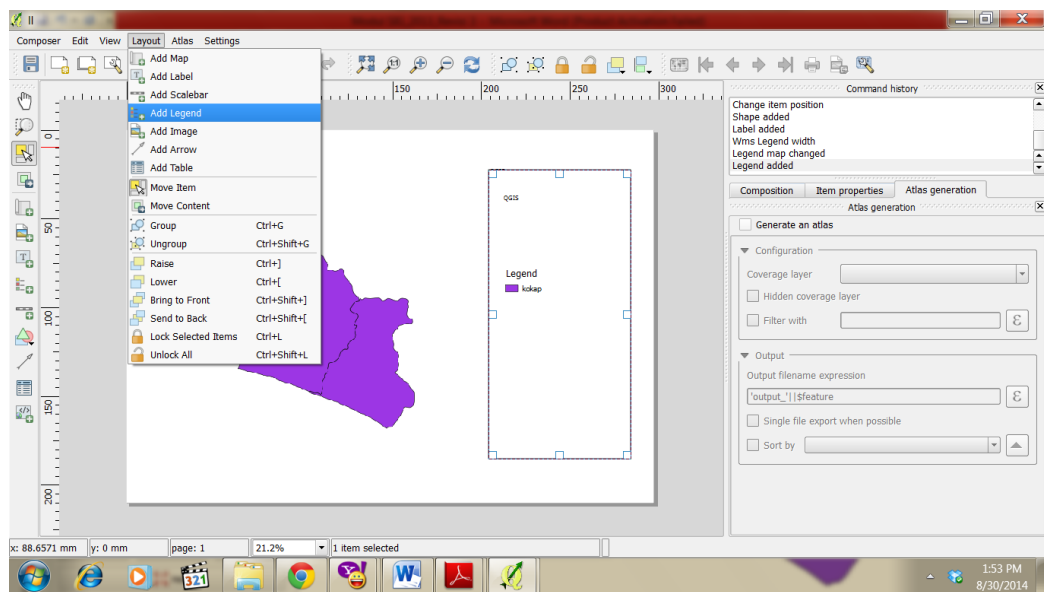 Composer Edit View Layout Atlas Settings
Add Map
Add Label
Add Scalebar
Add Legend
Add Image
Add Arrow
Add Table
Move Item
Move Content
Group Ctrl+G
Ungroup Ctrl+Shift+G
Raise Ctrl+]
Lower Ctrl+[
Bring to Front Ctrl+Shift+]
Send to Back Ctrl+Shift+[
Lock Selected Items Ctrl+L
Unlock All Ctrl+Shift+L
150 200 250 300
0
50
100
150
200
QGIS
Legend
kokap
Command history
Change item position
Shape added
Label added
Wms Legend width
Legend map changed
Legend added
Composition Item properties Atlas generation
Atlas generation
Generate an atlas
Configuration
Coverage layer
Hidden coverage layer
Filter with
Output
Output filename expression
'output_'||$feature
Single file export when possible
Sort by
x: 88.6571 mm y: 0 mm page: 1 21.2% 1 item selected
321
1:53 PM
8/30/2014